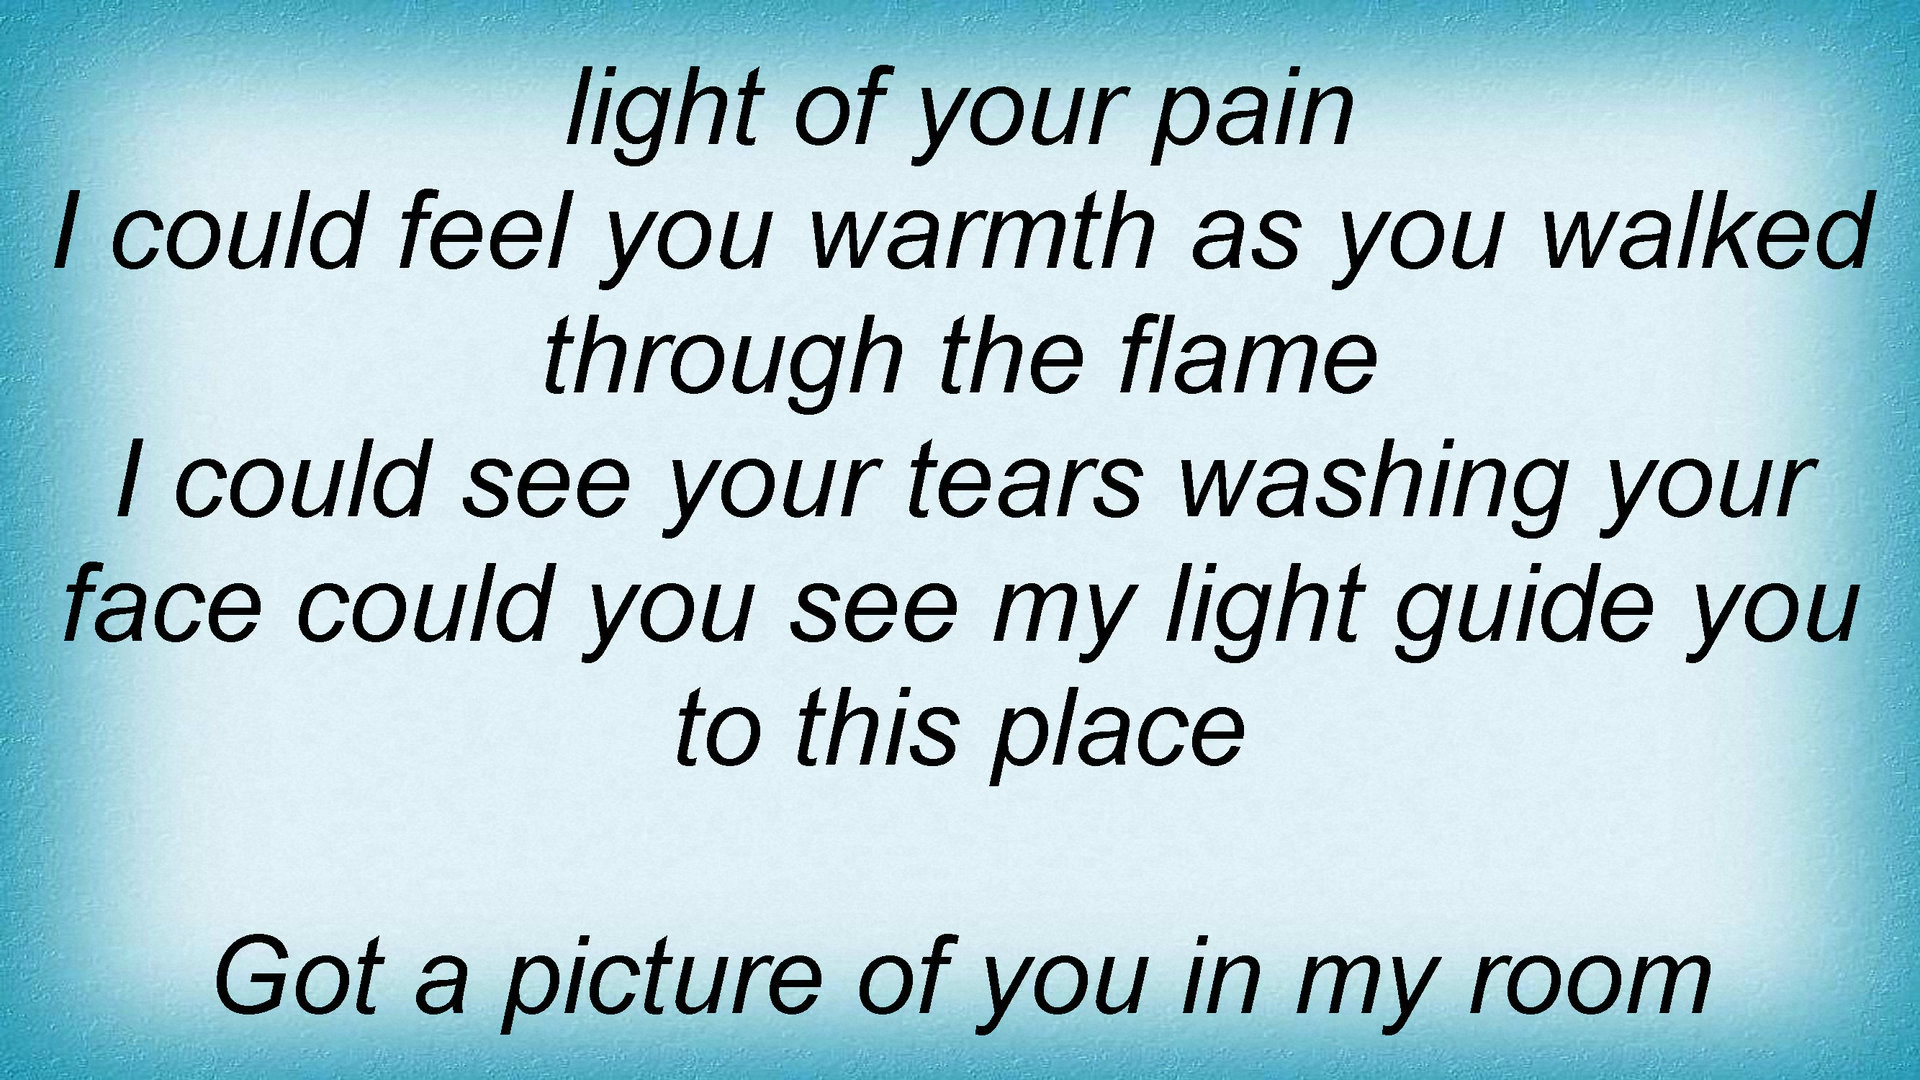 light of your pain
I could feel you warmth as you walked
through the flame
I could see your tears washing your
face could you see my light guide you
to this place
Got a picture of you in my room